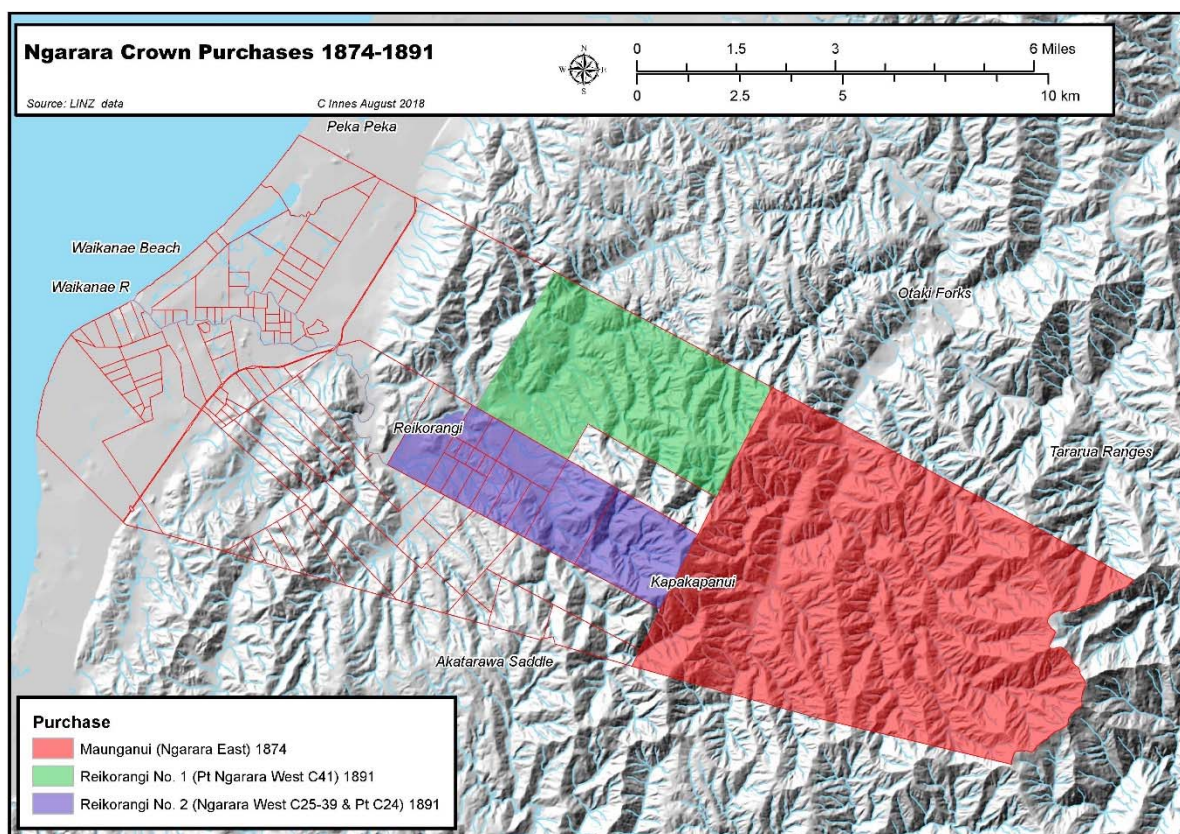 Ngarara Crown Purchases 1874-1891
Source: LINZ data
C Innes August 2018
N
W
E
S
0 1.5 3 6 Miles
0 2.5 5 10 km
Peka Peka
Waikanae Beach
Waikanae R
Otaki Forks
Reikorangi
Tararua Ranges
Kapakapanui
Akatarawa Saddle
Purchase
Maunganui (Ngarara East) 1874
Reikorangi No. 1 (Pt Ngarara West C41) 1891
Reikorangi No. 2 (Ngarara West C25-39 & Pt C24) 1891